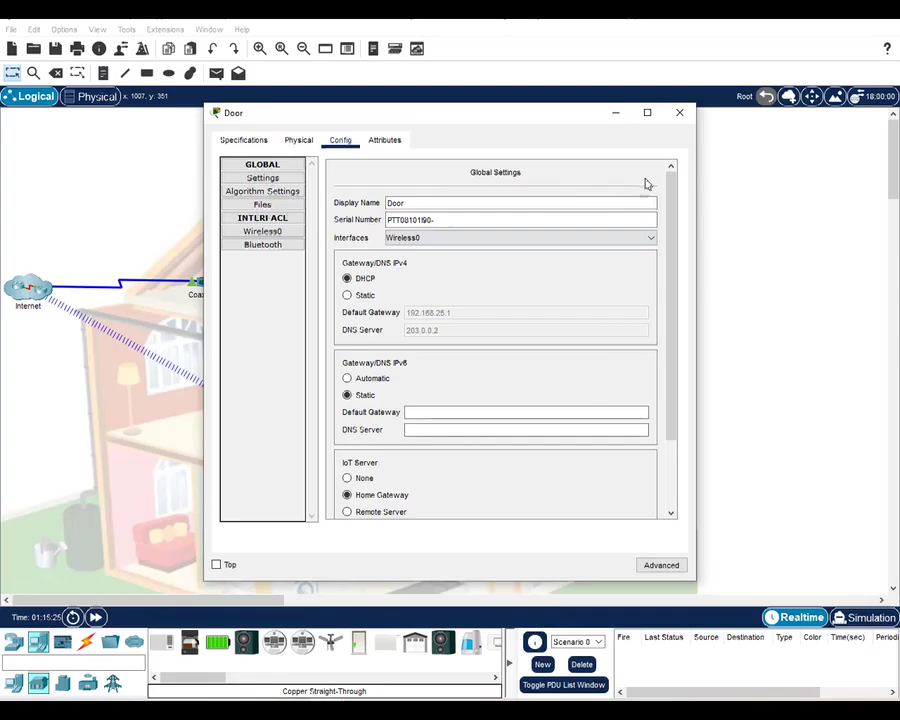 File Edit Options View Tools Extensions Window Help
?
Logical Physical x: 1007, y: 351 Root 18:00:00
Door
Specifications Physical Config Attributes
GLOBAL
Settings
Algorithm Settings
Files
INTERFACE
Wireless0
Bluetooth
Global Settings
Display Name Door
Serial Number PTT08101I90-
Interfaces Wireless0
Gateway/DNS IPv4
DHCP
Static
Default Gateway 192.168.25.1
DNS Server 203.0.0.2
Gateway/DNS IPv6
Automatic
Static
Default Gateway
DNS Server
IoT Server
None
Home Gateway
Remote Server
Top Advanced
Internet
Coax
Time: 01:15:25 Realtime Simulation
Scenario 0
New Delete
Toggle PDU List Window
Fire Last Status Source Destination Type Color Time(sec) Periodi
Copper Straight-Through